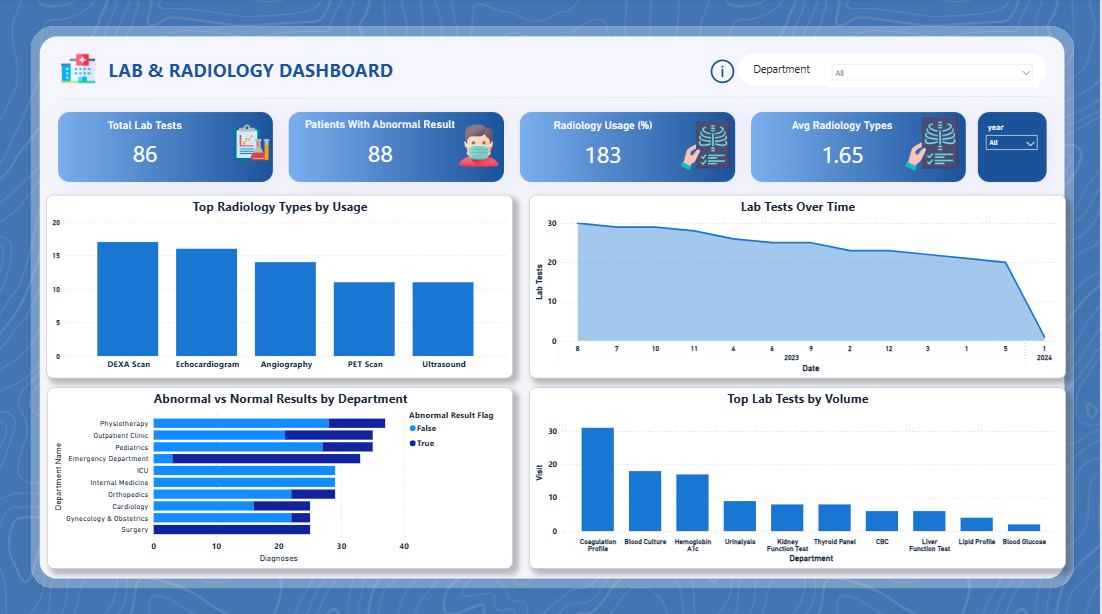 LAB & RADIOLOGY DASHBOARD
i
Department
All
Total Lab Tests
86
Patients With Abnormal Result
88
Radiology Usage (%)
183
Avg Radiology Types
1.65
year
All
Top Radiology Types by Usage
20
15
10
5
0
DEXA Scan
Echocardiogram
Angiography
PET Scan
Ultrasound
Lab Tests Over Time
Lab Tests
30
20
10
0
8
7
10
11
4
6
9
2
12
3
1
5
1
2023
2024
Date
Abnormal vs Normal Results by Department
Abnormal Result Flag
False
True
Department Name
Physiotherapy
Outpatient Clinic
Pediatrics
Emergency Department
ICU
Internal Medicine
Orthopedics
Cardiology
Gynecology & Obstetrics
Surgery
0
10
20
30
40
Diagnoses
Top Lab Tests by Volume
Visit
30
20
10
0
Coagulation
Profile
Blood Culture
Hemoglobin
A1c
Urinalysis
Kidney
Function Test
Thyroid Panel
CBC
Liver
Function Test
Lipid Profile
Blood Glucose
Department